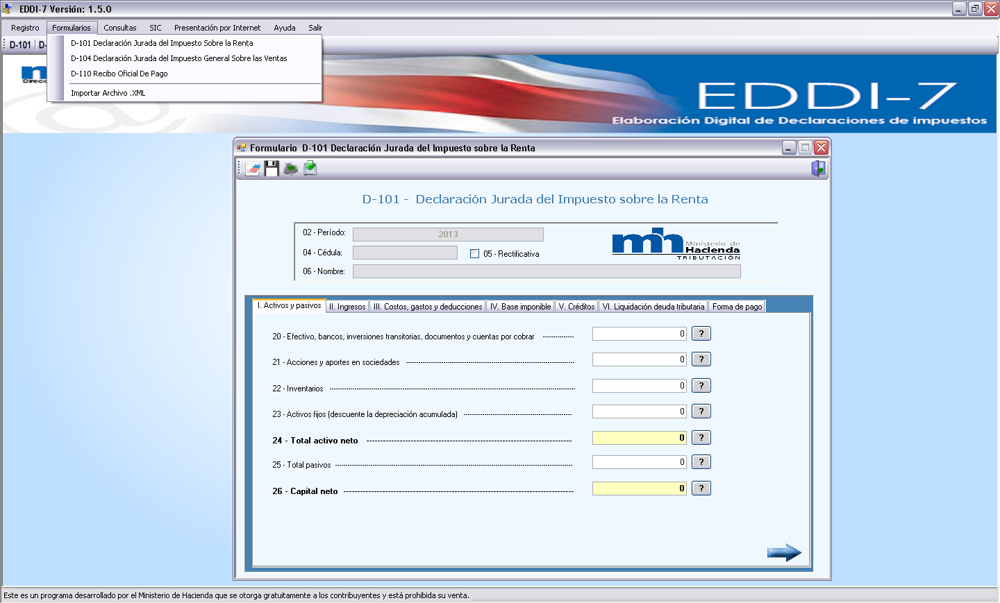 EDDI-7 Versión: 1.5.0
Registro Formularios Consultas SIC Presentación por Internet Ayuda Salir
D-101 D-
D-101 Declaración Jurada del Impuesto Sobre la Renta
D-104 Declaración Jurada del Impuesto General Sobre las Ventas
D-110 Recibo Oficial De Pago
Importar Archivo .XML
EDDI-7
Elaboración Digital de Declaraciones de impuestos
Formulario D-101 Declaración Jurada del Impuesto sobre la Renta
D-101 - Declaración Jurada del Impuesto sobre la Renta
02 - Período: 2013
04 - Cédula: 05 - Rectificativa
06 - Nombre:
mh
Ministerio de
Hacienda
TRIBUTACIÓN
I. Activos y pasivos II. Ingresos III. Costos, gastos y deducciones IV. Base imponible V. Créditos VI. Liquidación deuda tributaria Forma de pago
20 - Efectivo, bancos, inversiones transitorias, documentos y cuentas por cobrar 0 ?
21 - Acciones y aportes en sociedades 0 ?
22 - Inventarios 0 ?
23 - Activos fijos (descuente la depreciación acumulada) 0 ?
24 - Total activo neto 0 ?
25 - Total pasivos 0 ?
26 - Capital neto 0 ?
Este es un programa desarrollado por el Ministerio de Hacienda que se otorga gratuitamente a los contribuyentes y está prohibida su venta.